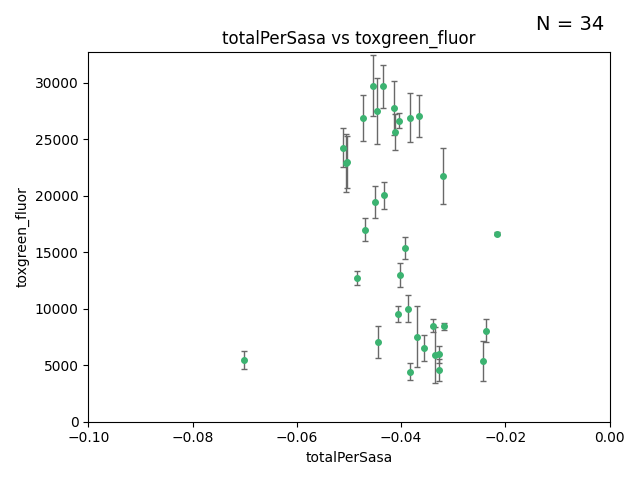 N = 34
totalPerSasa vs toxgreen_fluor
30000
25000
20000
15000
10000
5000
0
toxgreen_fluor
−0.10 −0.08 −0.06 −0.04 −0.02 0.00
totalPerSasa